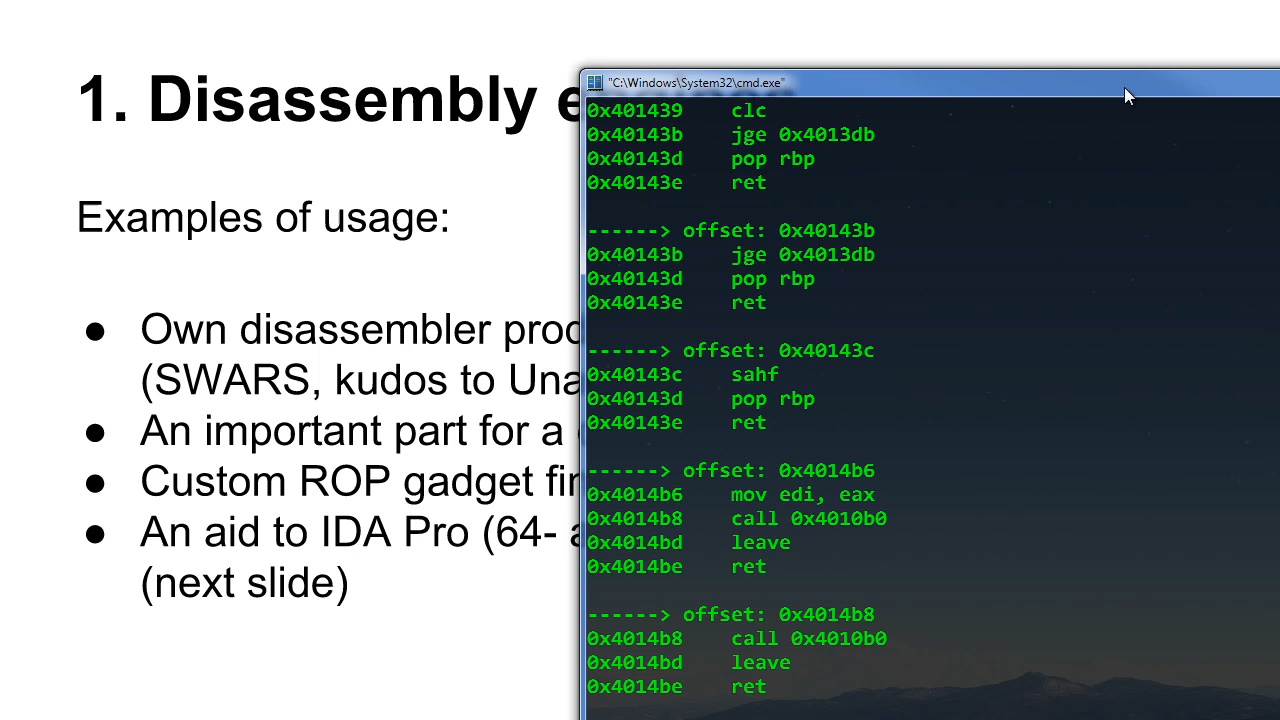 1. Disassembly
Examples of usage:
● Own disassembler
(SWARS, kudos to
● An important part for a
● Custom ROP gadget
● An aid to IDA Pro (64-
(next slide)
"C:\Windows\System32\cmd.exe"
0x401439 clc
0x40143b jge 0x4013db
0x40143d pop rbp
0x40143e ret
------> offset: 0x40143b
0x40143b jge 0x4013db
0x40143d pop rbp
0x40143e ret
------> offset: 0x40143c
0x40143c sahf
0x40143d pop rbp
0x40143e ret
------> offset: 0x4014b6
0x4014b6 mov edi, eax
0x4014b8 call 0x4010b0
0x4014bd leave
0x4014be ret
------> offset: 0x4014b8
0x4014b8 call 0x4010b0
0x4014bd leave
0x4014be ret